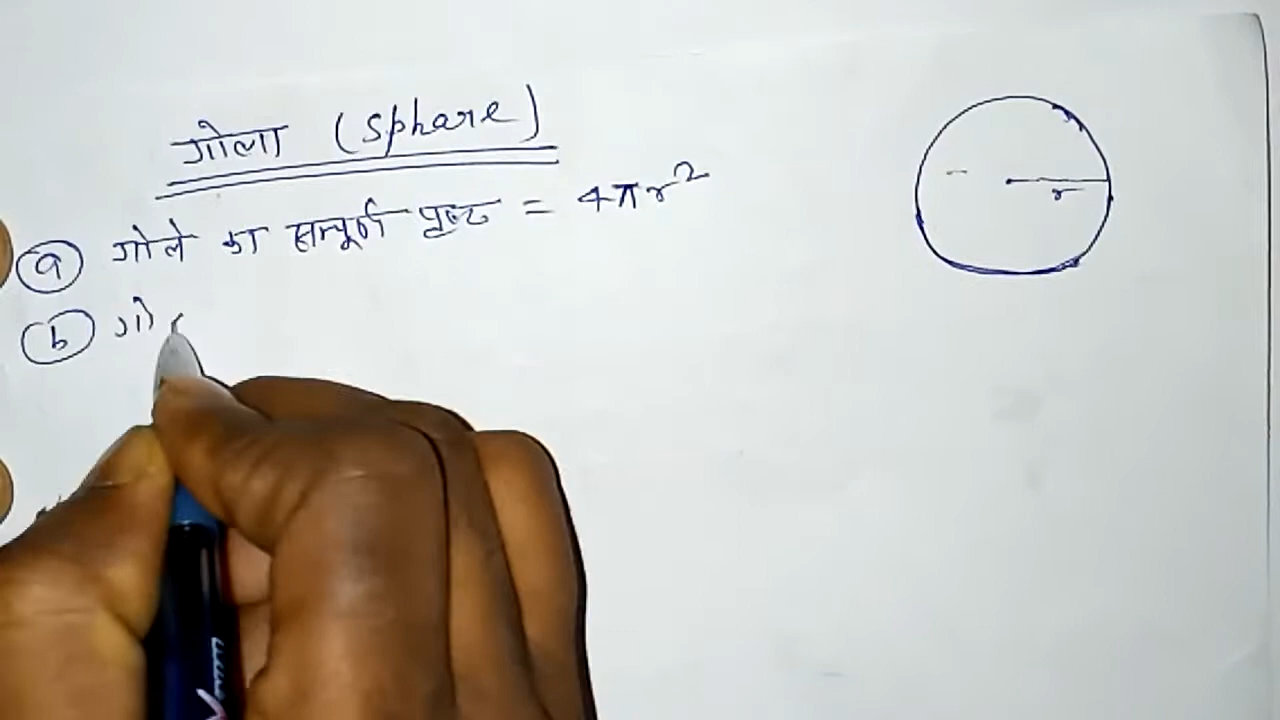 गोला (Sphare)
(a) गोले का सम्पूर्ण पृष्ठ = 4πr²
r
(b) गो